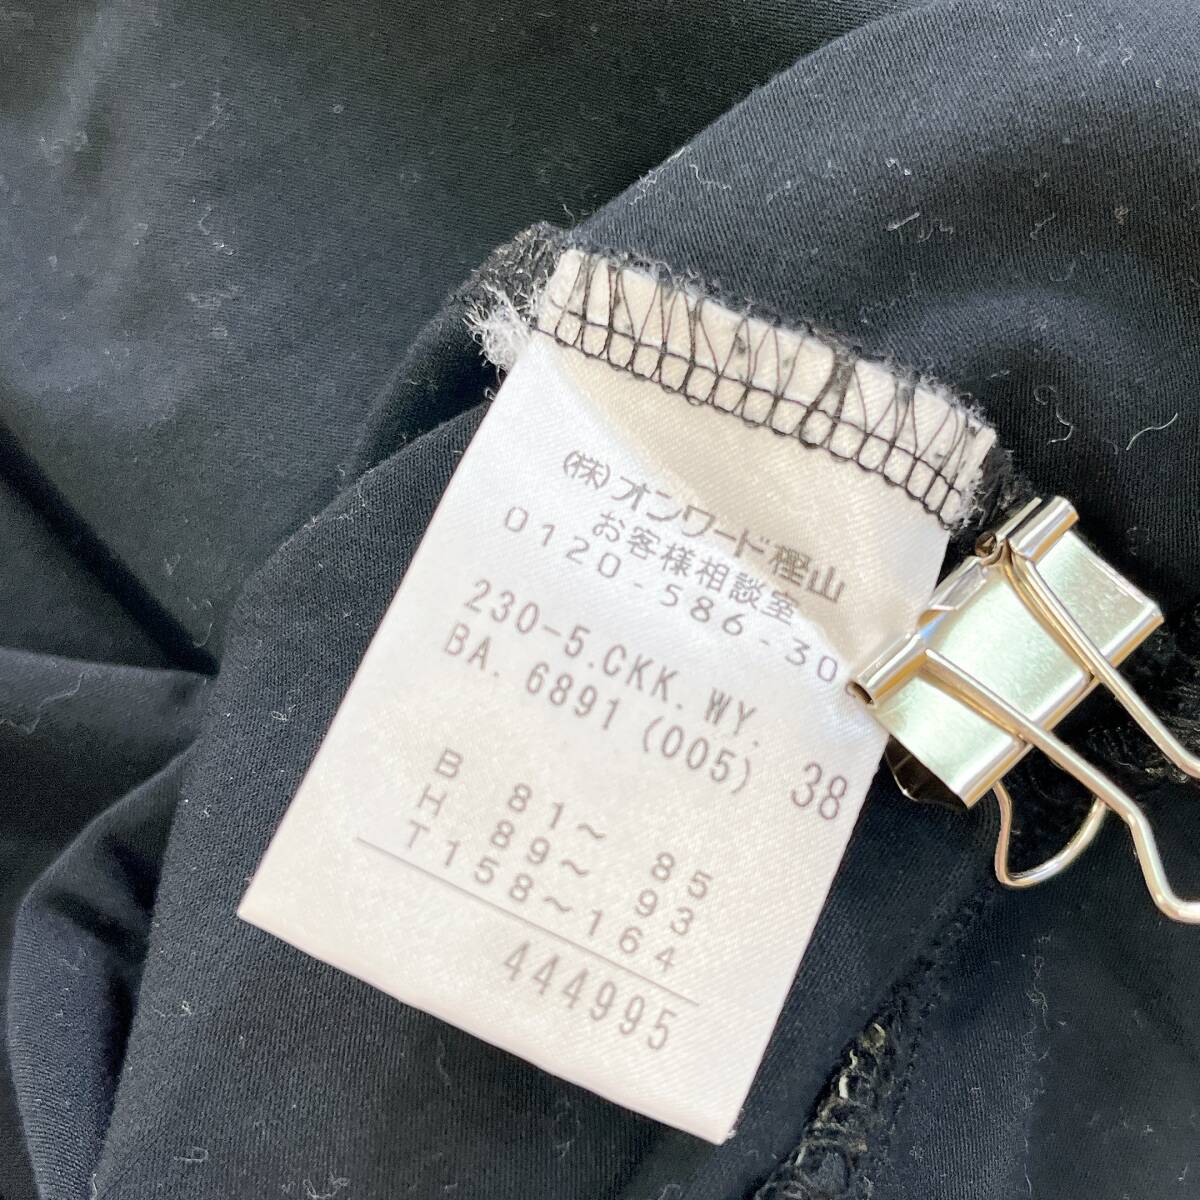 (株)オンワード樫山
お客様相談室
0120-586-30
230-5.CKK.WY.
BA. 6891 (005) 38
B 81~ 85
H 89~ 93
T158~164
444995